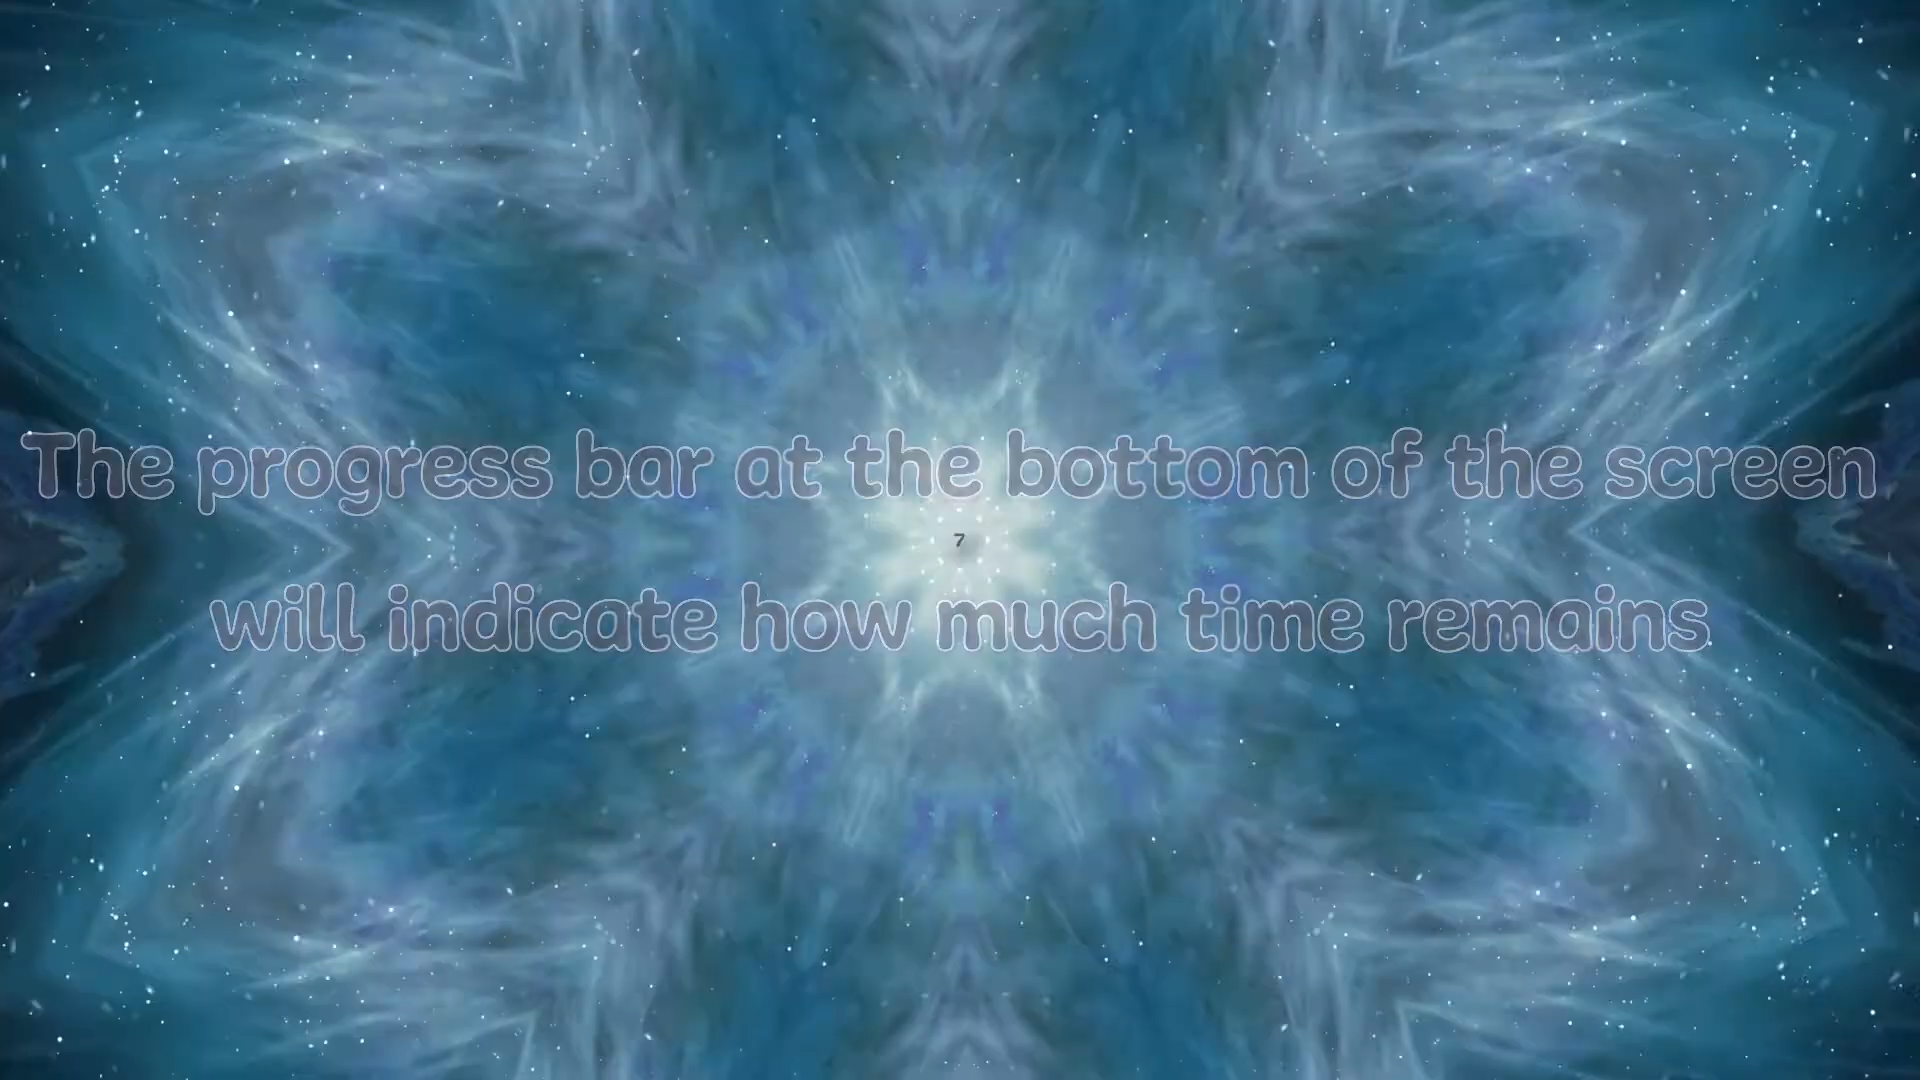 The progress bar at the bottom of the screen
7
will indicate how much time remains